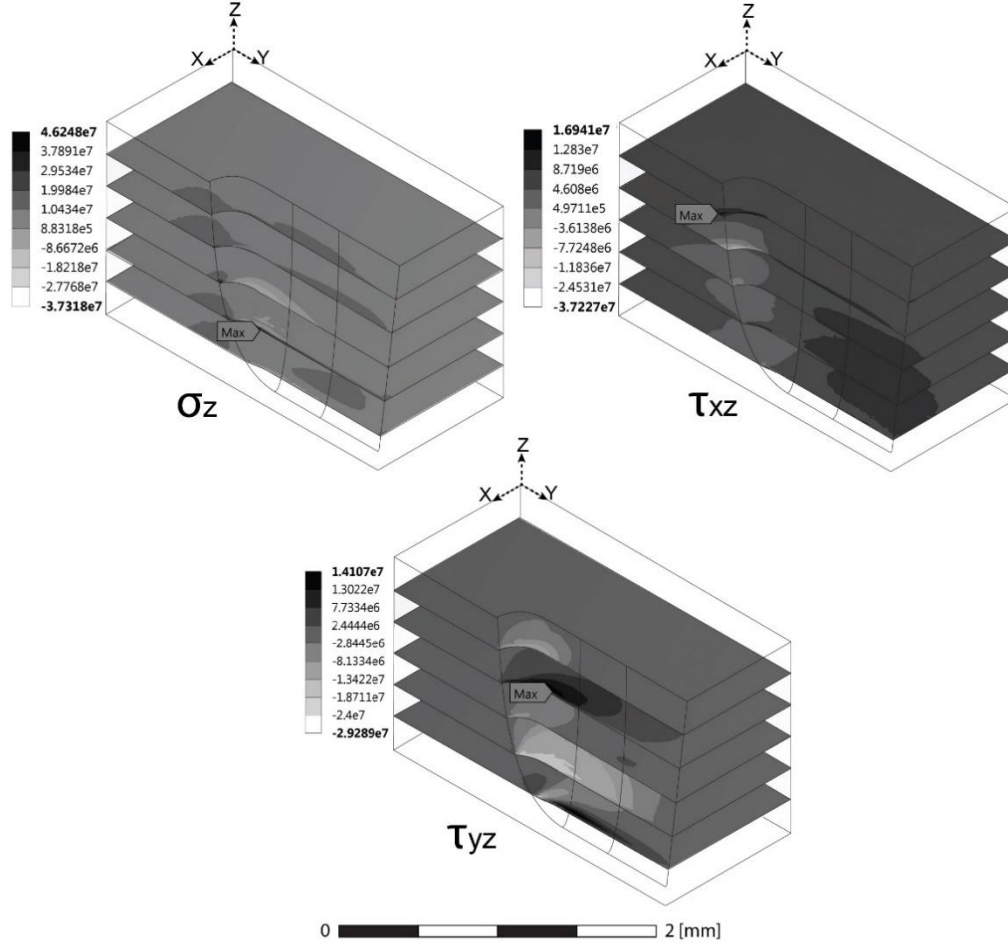 Z
X
Y
4.6248e7
3.7891e7
2.9534e7
1.9984e7
1.0434e7
8.8318e5
-8.6672e6
-1.8218e7
-2.7768e7
-3.7318e7
Max
σz
Z
X
Y
1.6941e7
1.283e7
8.719e6
4.608e6
4.9711e5
-3.6138e6
-7.7248e6
-1.1836e7
-2.4531e7
-3.7227e7
Max
τxz
Z
X
Y
1.4107e7
1.3022e7
7.7334e6
2.4444e6
-2.8445e6
-8.1334e6
-1.3422e7
-1.8711e7
-2.4e7
-2.9289e7
Max
τyz
0 2 [mm]